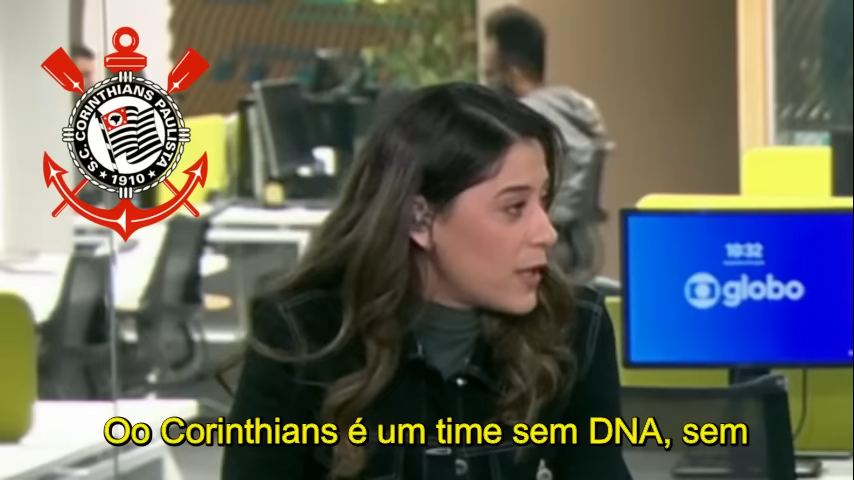 S.C. CORINTHIANS PAULISTA
1910
10:32
globo
Oo Corinthians é um time sem DNA, sem